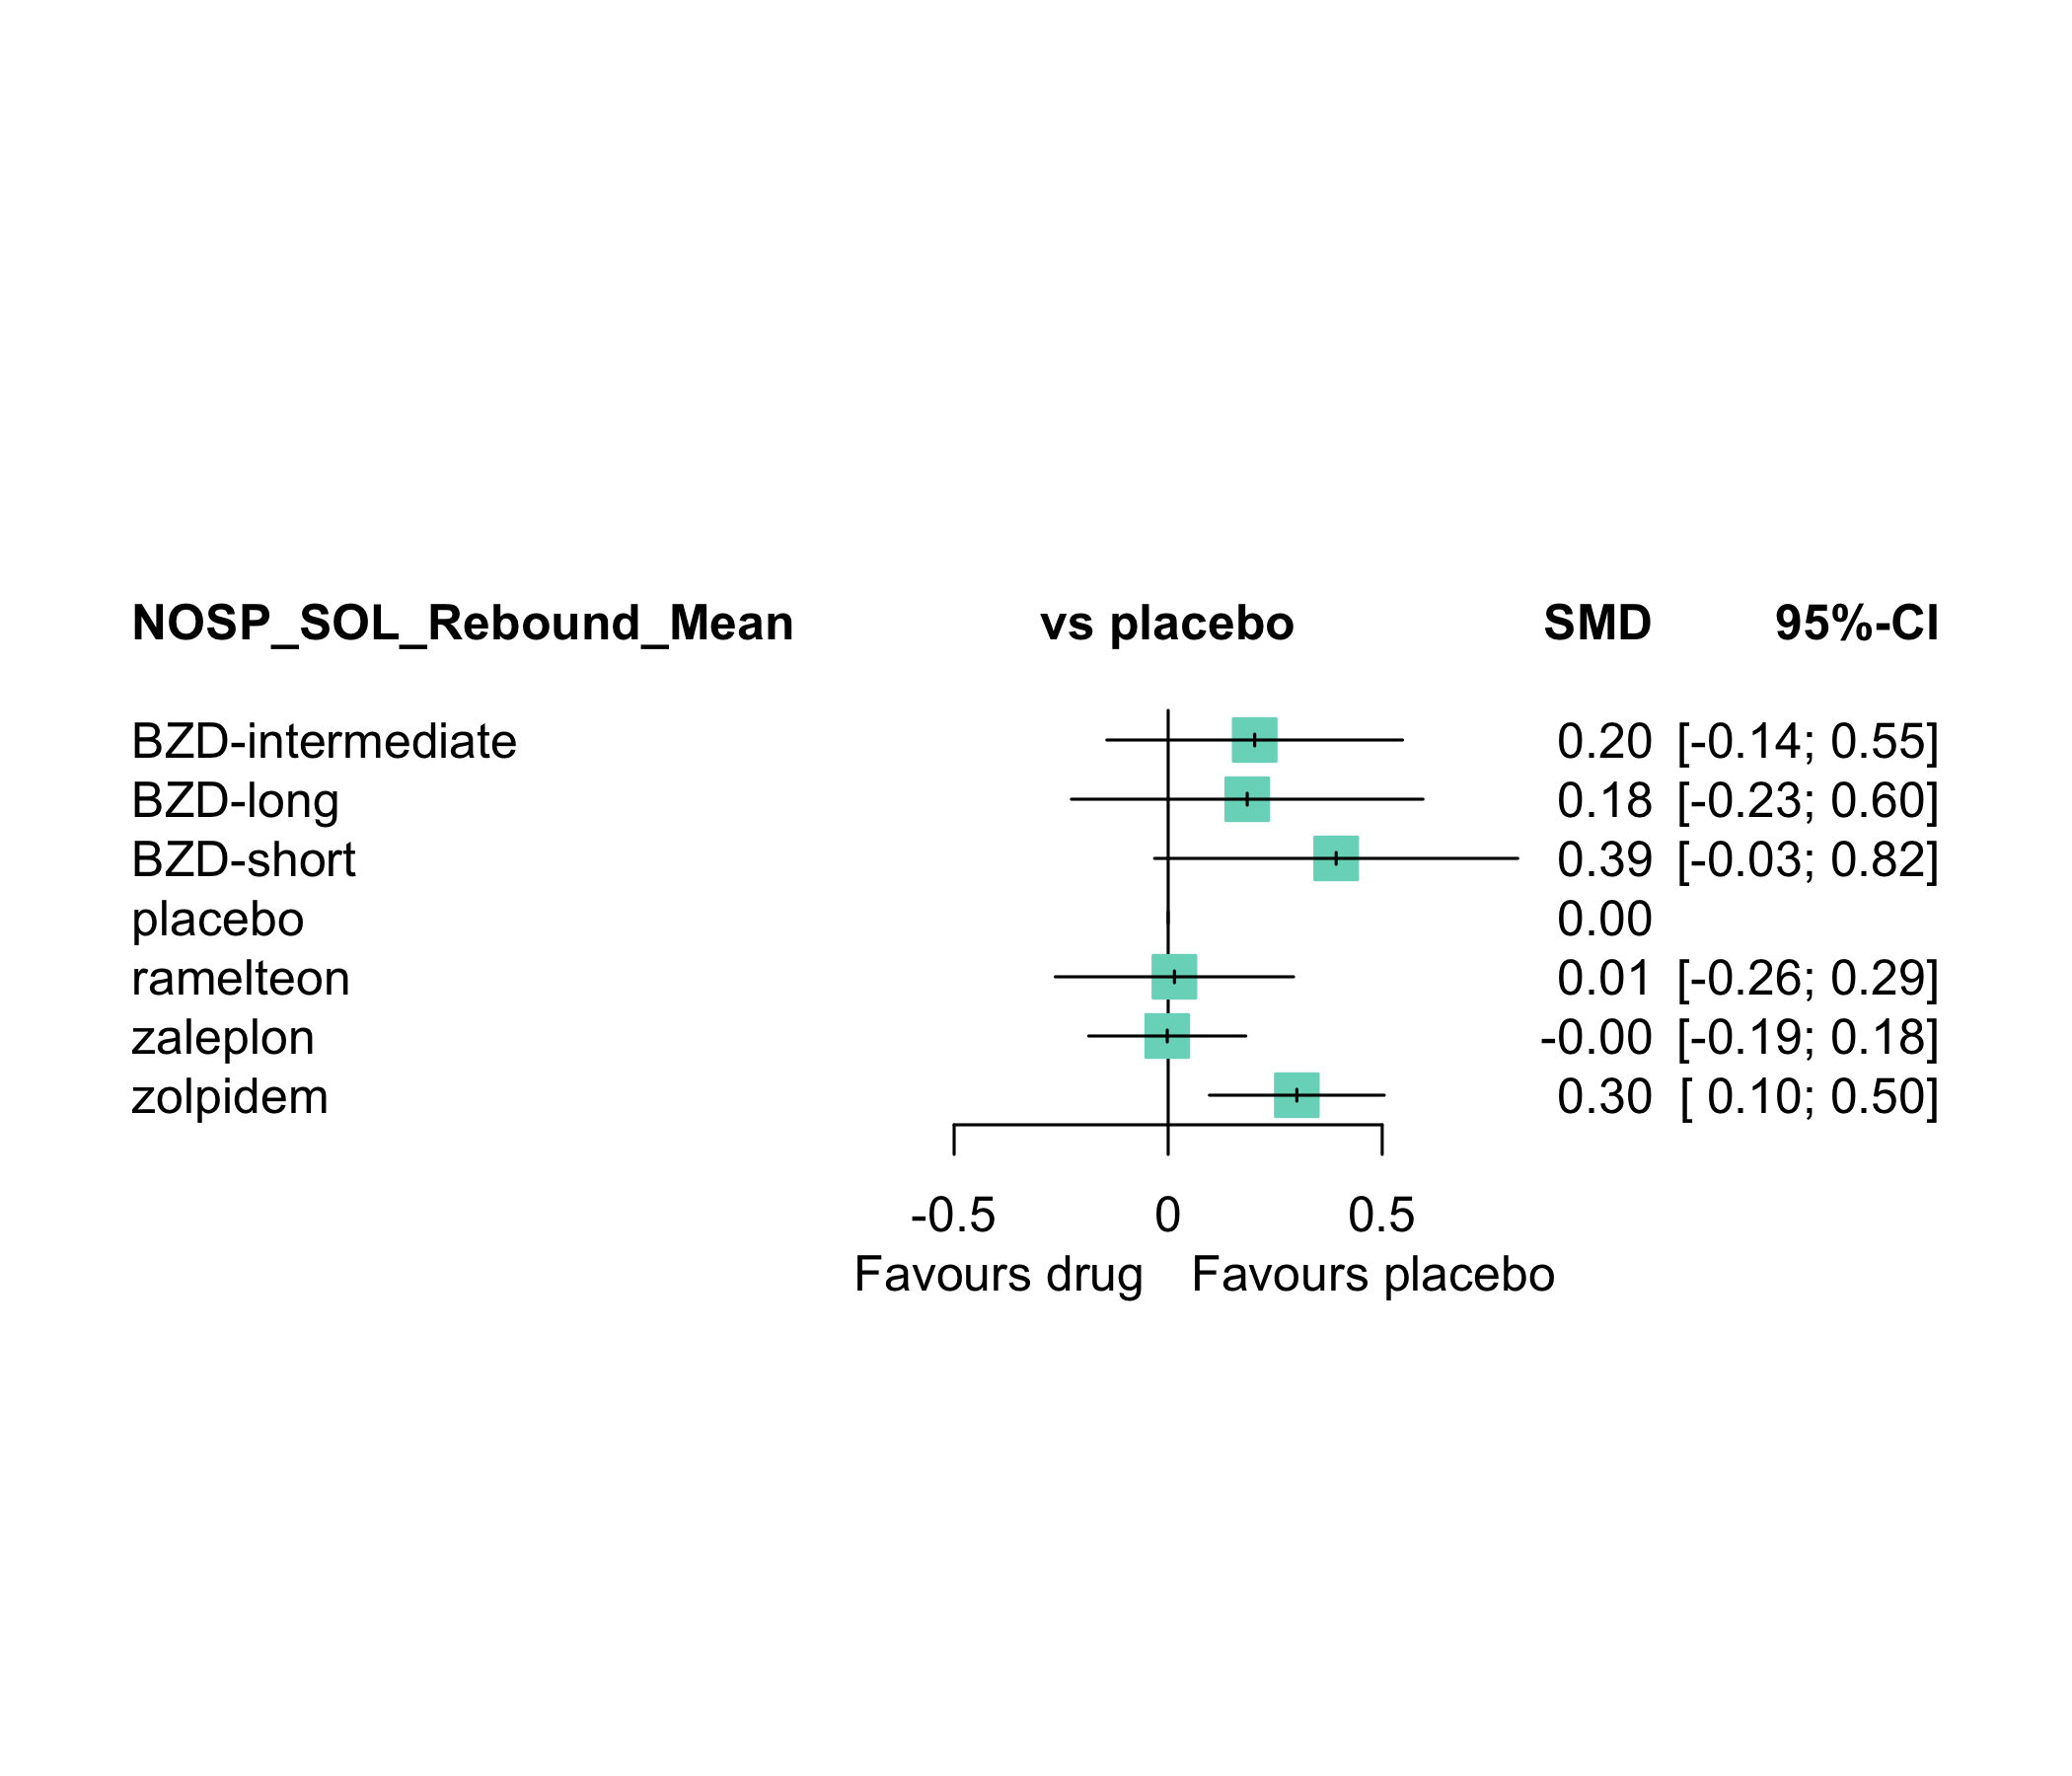 NOSP_SOL_Rebound_Mean vs placebo SMD 95%-CI
BZD-intermediate 0.20 [-0.14; 0.55]
BZD-long 0.18 [-0.23; 0.60]
BZD-short 0.39 [-0.03; 0.82]
placebo 0.00
ramelteon 0.01 [-0.26; 0.29]
zaleplon -0.00 [-0.19; 0.18]
zolpidem 0.30 [ 0.10; 0.50]
-0.5 0 0.5
Favours drug Favours placebo